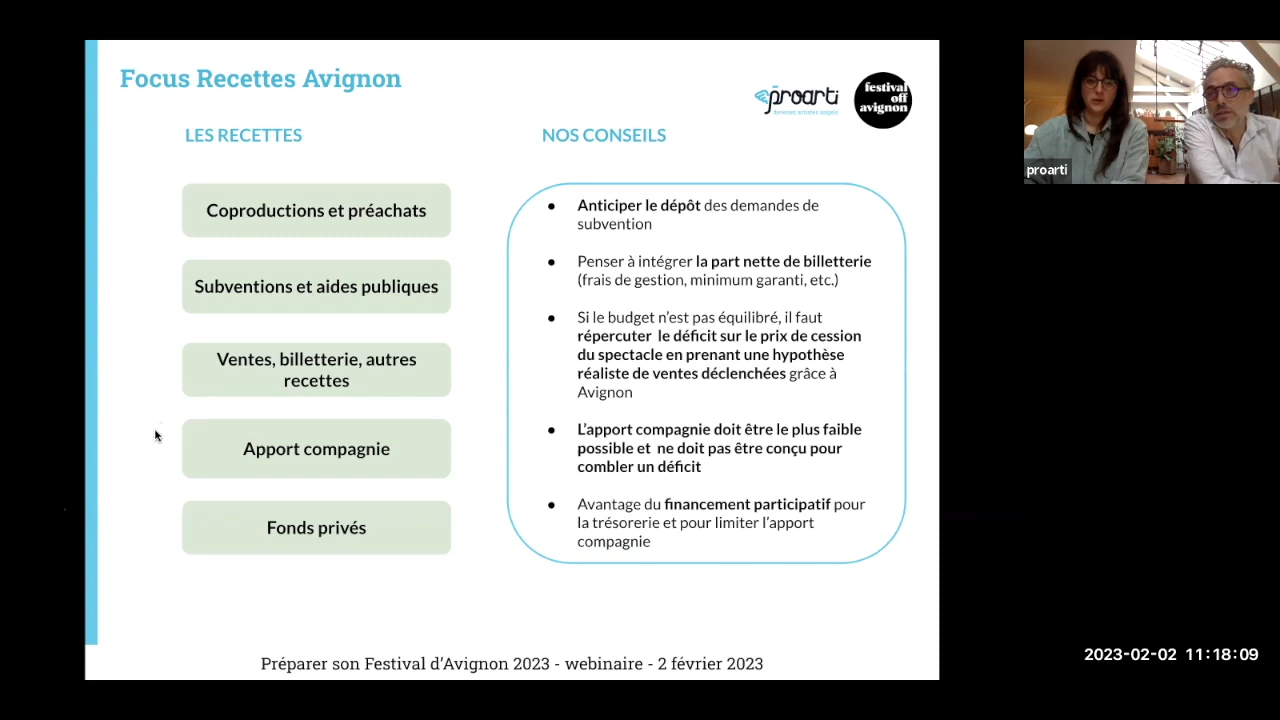 Focus Recettes Avignon
proarti
festival
off
avignon
LES RECETTES
NOS CONSEILS
Coproductions et préachats
Subventions et aides publiques
Ventes, billetterie, autres
recettes
Apport compagnie
Fonds privés
● Anticiper le dépôt des demandes de
subvention
● Penser à intégrer la part nette de billetterie
(frais de gestion, minimum garanti, etc.)
● Si le budget n’est pas équilibré, il faut
répercuter le déficit sur le prix de cession
du spectacle en prenant une hypothèse
réaliste de ventes déclenchées grâce à
Avignon
● L’apport compagnie doit être le plus faible
possible et ne doit pas être conçu pour
combler un déficit
● Avantage du financement participatif pour
la trésorerie et pour limiter l’apport
compagnie
Préparer son Festival d’Avignon 2023 - webinaire - 2 février 2023
proarti
2023-02-02 11:18:09